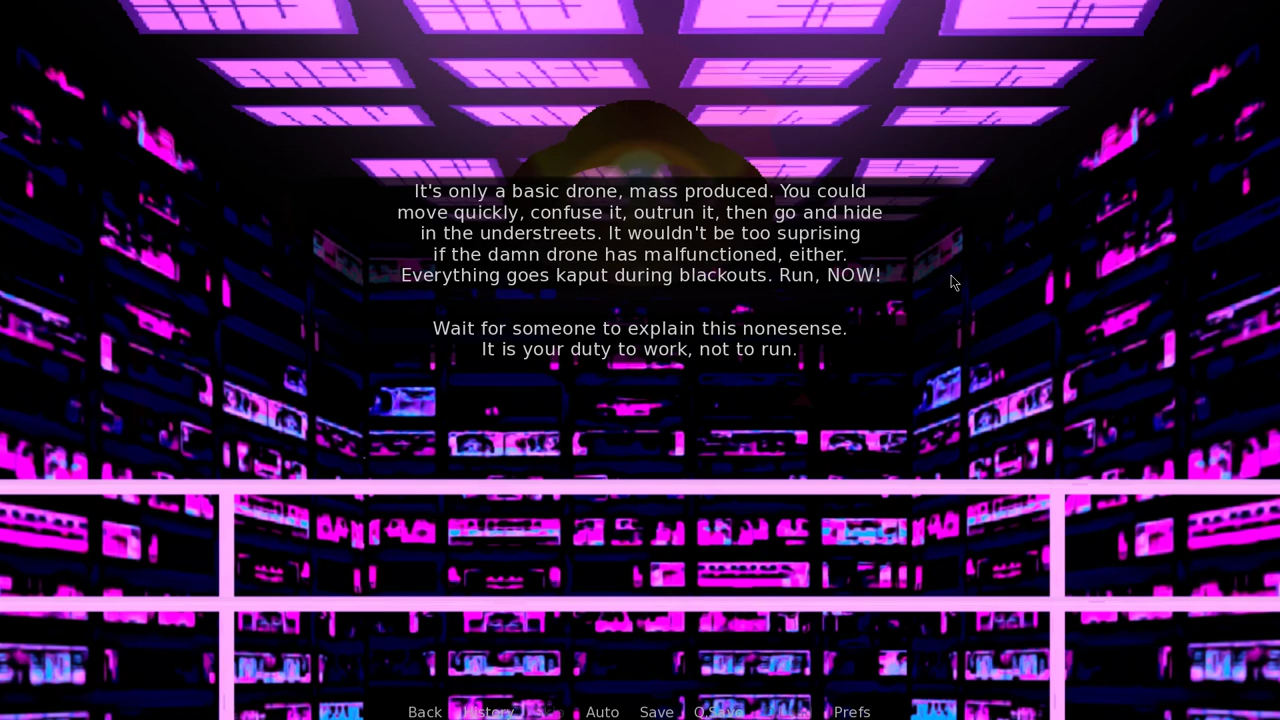 It's only a basic drone, mass produced. You could
move quickly, confuse it, outrun it, then go and hide
in the understreets. It wouldn't be too suprising
if the damn drone has malfunctioned, either.
Everything goes kaput during blackouts. Run, NOW!
Wait for someone to explain this nonesense.
It is your duty to work, not to run.
Back History Auto Save Q.Save Prefs